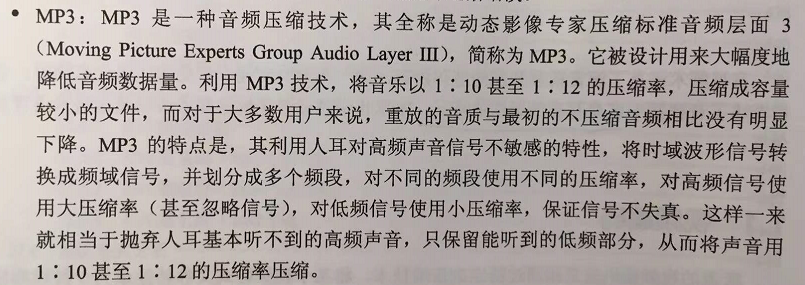 • MP3：MP3 是一种音频压缩技术，其全称是动态影像专家压缩标准音频层面 3
（Moving Picture Experts Group Audio Layer III），简称为 MP3。它被设计用来大幅度地
降低音频数据量。利用 MP3 技术，将音乐以 1∶10 甚至 1∶12 的压缩率，压缩成容量
较小的文件，而对于大多数用户来说，重放的音质与最初的不压缩音频相比没有明显
下降。MP3 的特点是，其利用人耳对高频声音信号不敏感的特性，将时域波形信号转
换成频域信号，并划分成多个频段，对不同的频段使用不同的压缩率，对高频信号使
用大压缩率（甚至忽略信号），对低频信号使用小压缩率，保证信号不失真。这样一来
就相当于抛弃人耳基本听不到的高频声音，只保留能听到的低频部分，从而将声音用
1∶10 甚至 1∶12 的压缩率压缩。